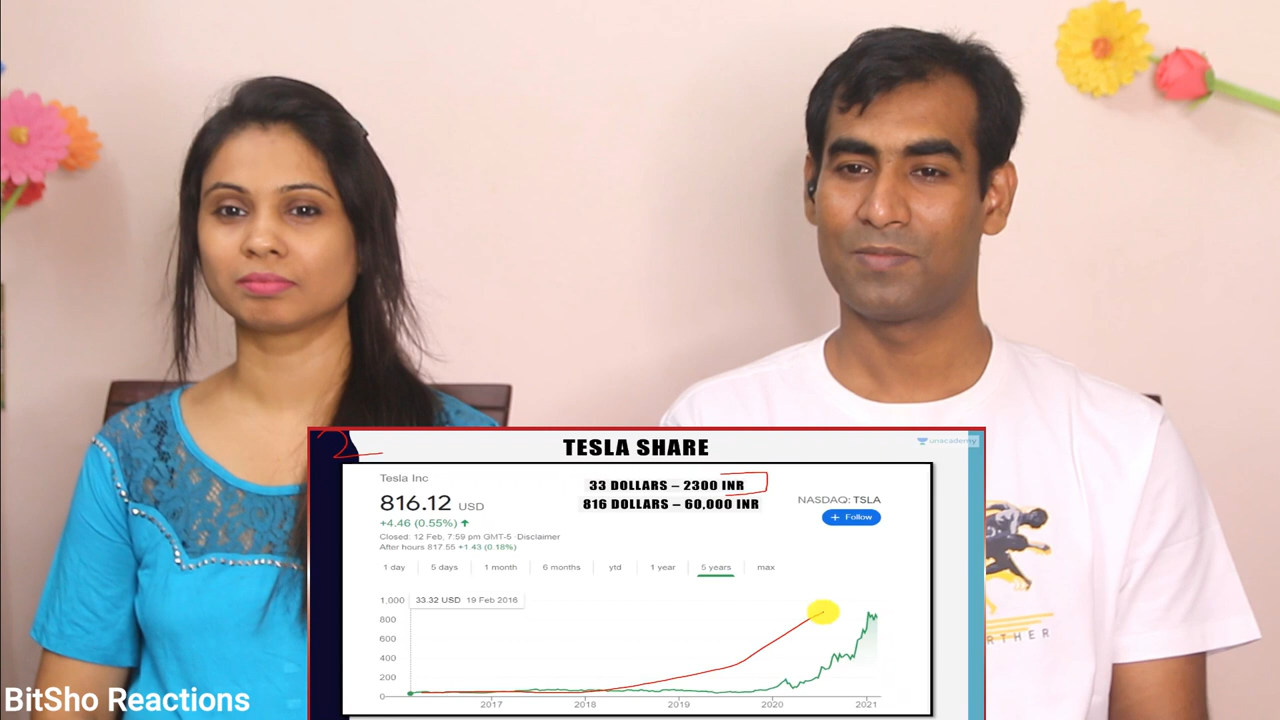 TESLA SHARE
unacademy
2
Tesla Inc
816.12 USD
+4.46 (0.55%) ↑
Closed: 12 Feb, 7:59 pm GMT-5 · Disclaimer
After hours 817.55 +1.43 (0.18%)
33 DOLLARS – 2300 INR
816 DOLLARS – 60,000 INR
NASDAQ: TSLA
+ Follow
1 day 5 days 1 month 6 months ytd 1 year 5 years max
33.32 USD 19 Feb 2016
1,000
800
600
400
200
0
2017 2018 2019 2020 2021
RTHER
BitSho Reactions